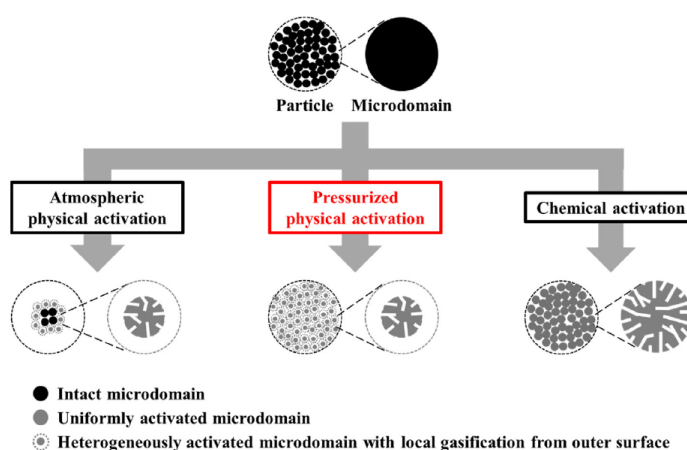 Particle Microdomain
Atmospheric
physical activation
Pressurized
physical activation
Chemical activation
Intact microdomain
Uniformly activated microdomain
Heterogeneously activated microdomain with local gasification from outer surface